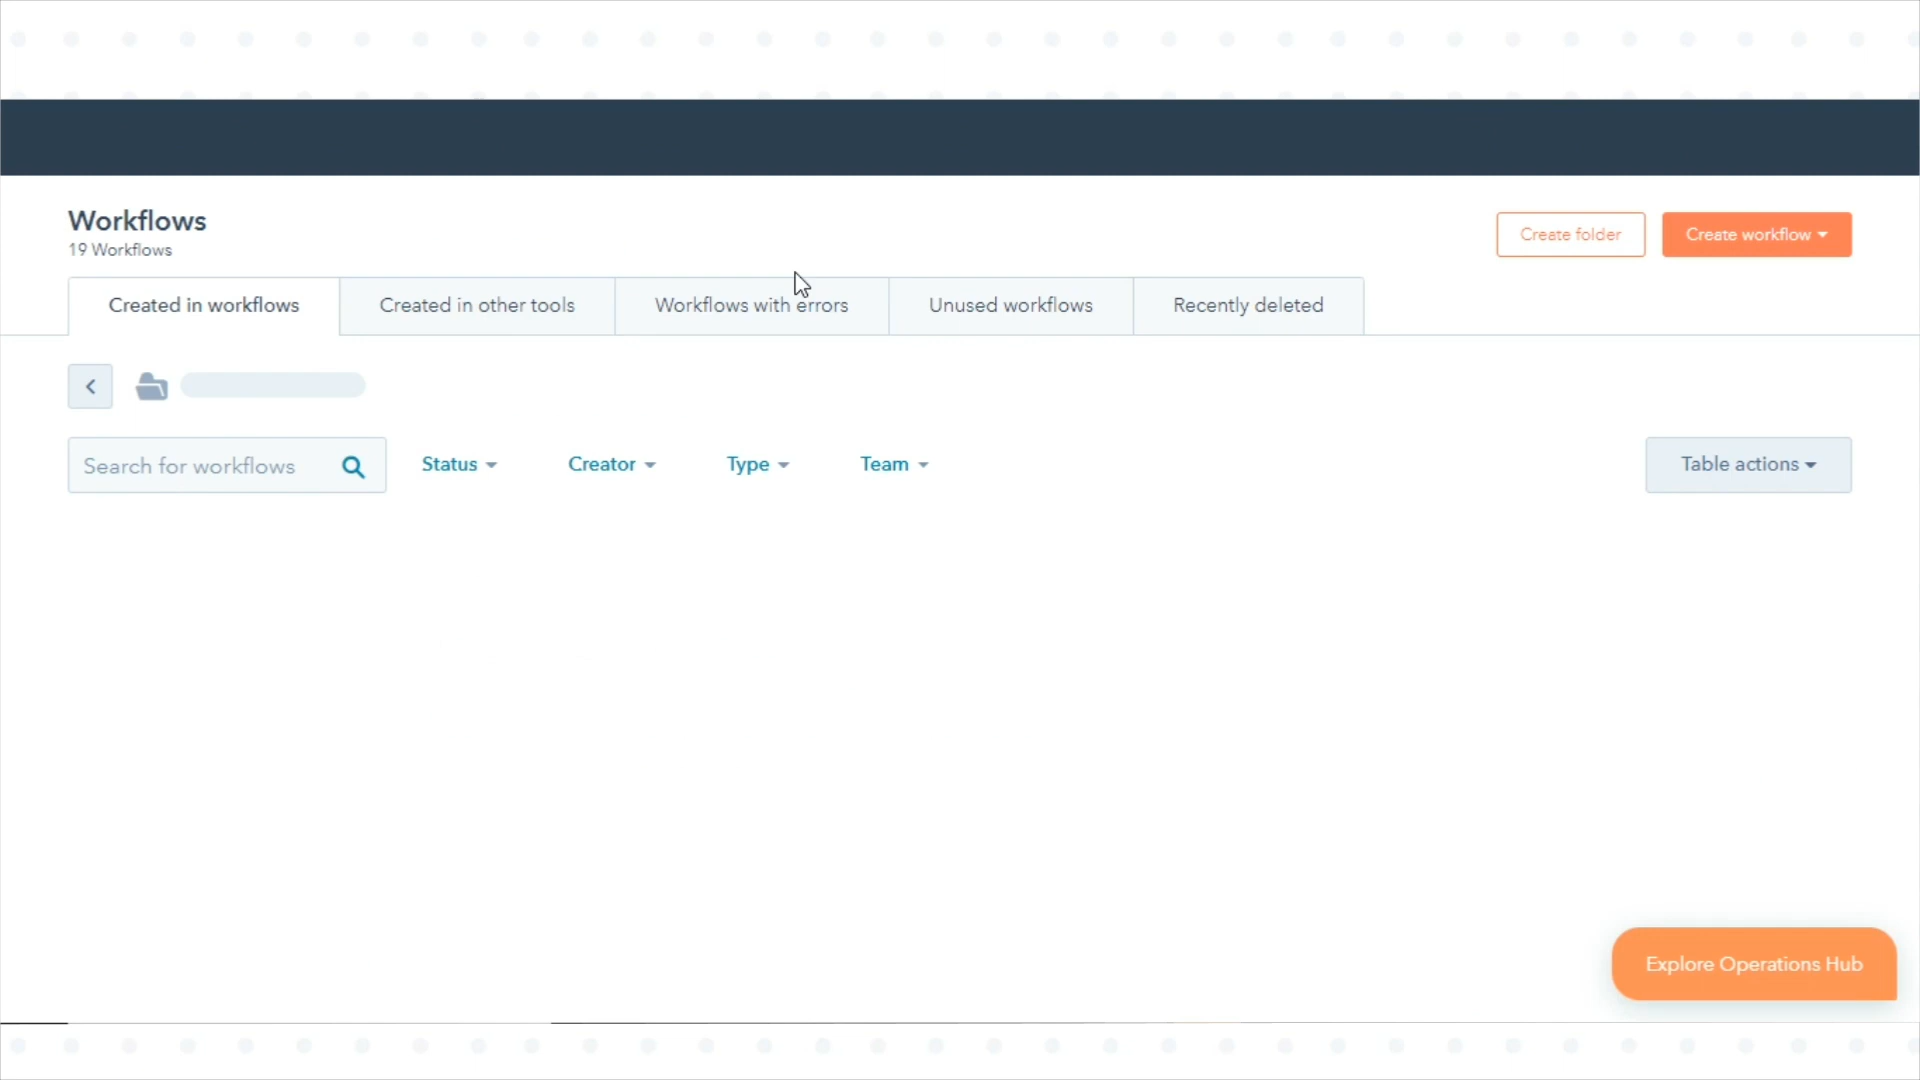 Workflows
19 Workflows
Create folder
Create workflow
Created in workflows
Created in other tools
Workflows with errors
Unused workflows
Recently deleted
Search for workflows
Status
Creator
Type
Team
Table actions
Explore Operations Hub